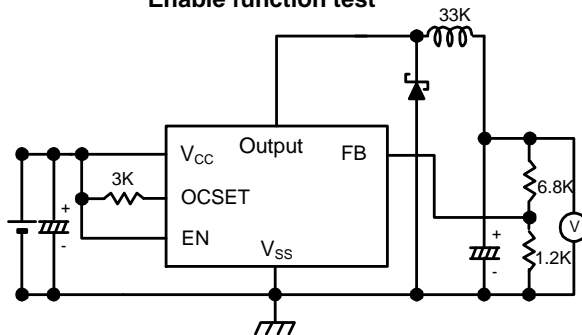 Enable function test
33K
VCC
Output
FB
3K
OCSET
EN
VSS
6.8K
1.2K
V
+
-
+
-